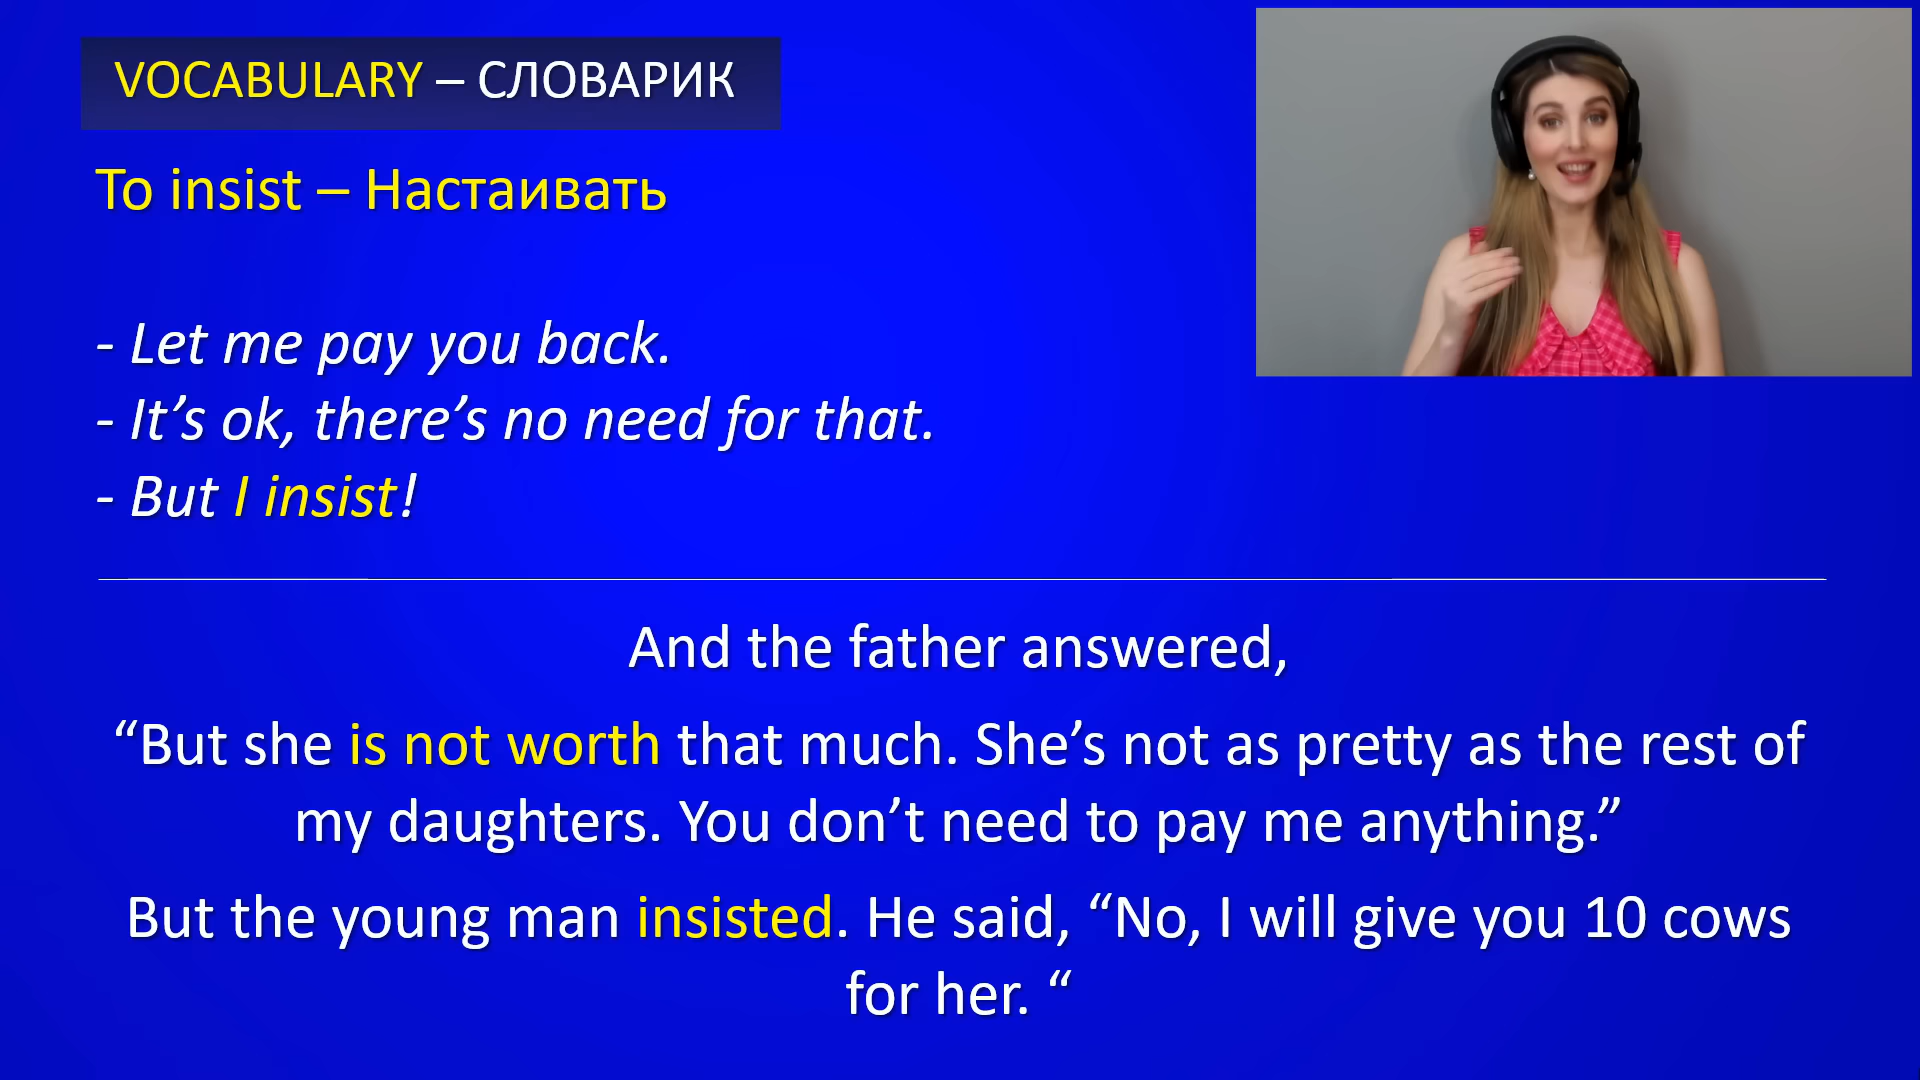 VOCABULARY – СЛОВАРИК
To insist – Настаивать
- Let me pay you back.
- It’s ok, there’s no need for that.
- But I insist!
And the father answered,
“But she is not worth that much. She’s not as pretty as the rest of
my daughters. You don’t need to pay me anything.”
But the young man insisted. He said, “No, I will give you 10 cows
for her. “